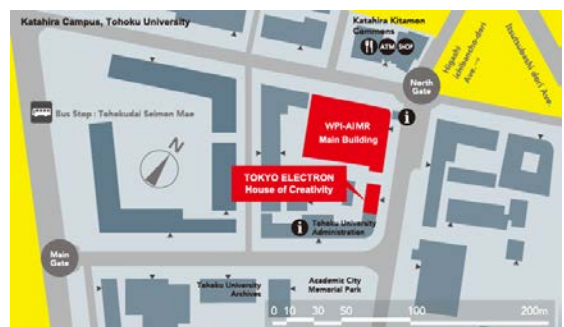 Katahira Campus, Tohoku University
Katahira Kitamon
Commons
ATM
SHOP
Higashi
ichibancho-dori
Ave. →
Itsutsubashi dori Ave.
North
Gate
Bus Stop : Tohokudai Seimon Mae
WPI-AIMR
Main Building
i
N
TOKYO ELECTRON
House of Creativity
i
Tohoku University
Administration
Main
Gate
Tohoku University
Archives
Academic City
Memorial Park
0 10 30 50 100 200m